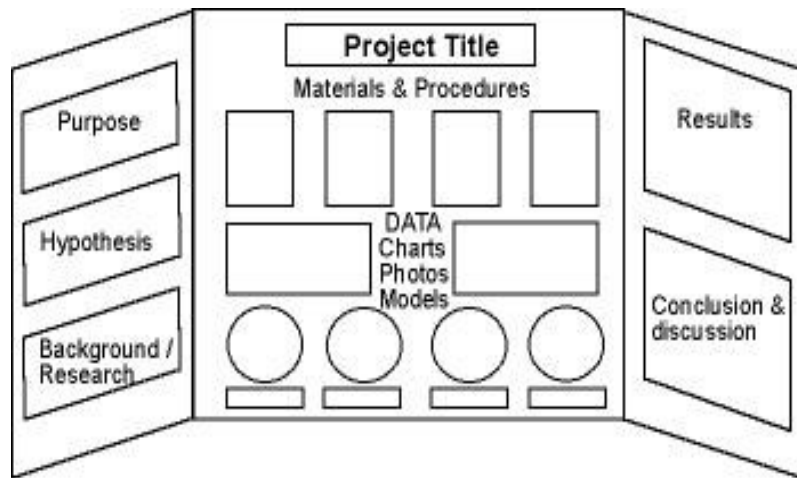 Project Title
Materials & Procedures
Purpose
Hypothesis
Background /
Research
DATA
Charts
Photos
Models
Results
Conclusion &
discussion